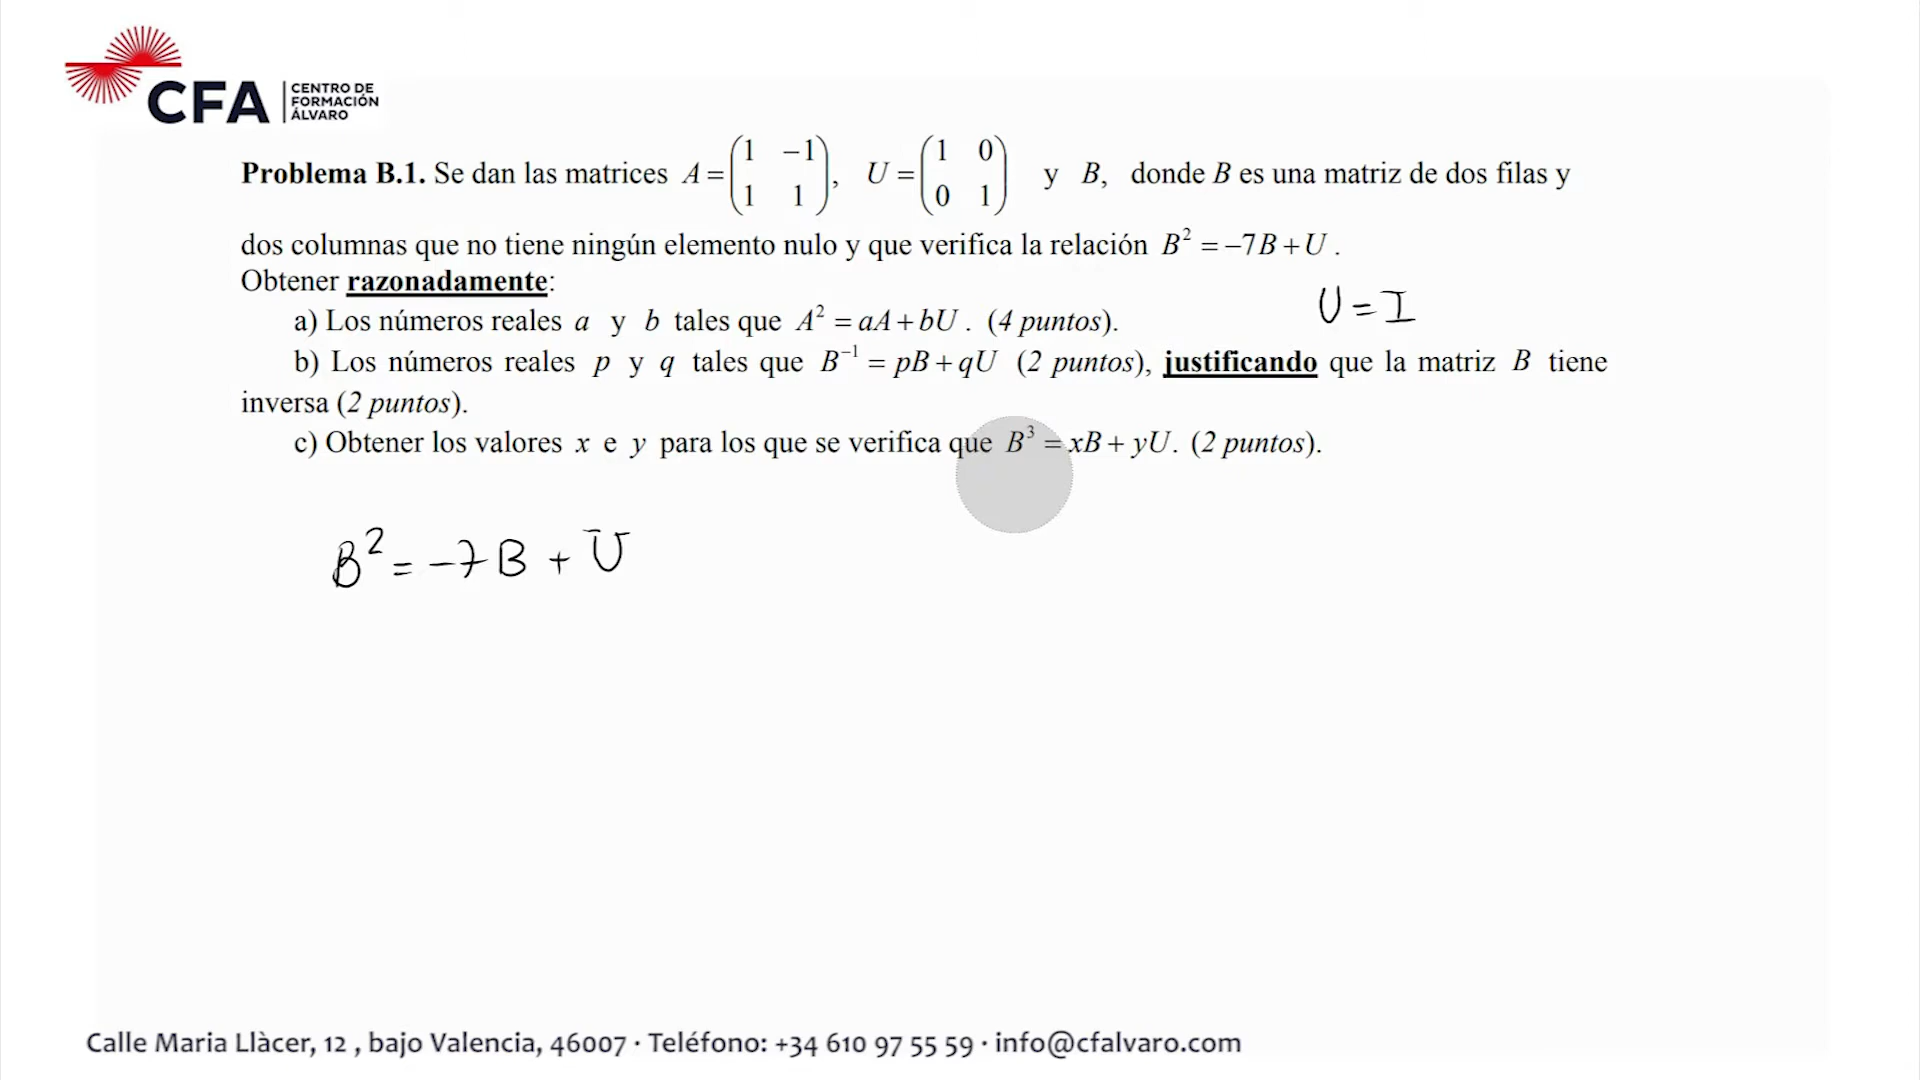 CFA
CENTRO DE
FORMACIÓN
ÁLVARO
Problema B.1. Se dan las matrices A = (1 −1; 1 1), U = (1 0; 0 1) y B, donde B es una matriz de dos filas y
dos columnas que no tiene ningún elemento nulo y que verifica la relación B² = −7B + U.
Obtener razonadamente:
U = I
a) Los números reales a y b tales que A² = aA + bU. (4 puntos).
b) Los números reales p y q tales que B⁻¹ = pB + qU (2 puntos), justificando que la matriz B tiene
inversa (2 puntos).
c) Obtener los valores x e y para los que se verifica que B³ = xB + yU. (2 puntos).
B² = −7B + U
Calle Maria Llàcer, 12 , bajo Valencia, 46007 · Teléfono: +34 610 97 55 59 · info@cfalvaro.com